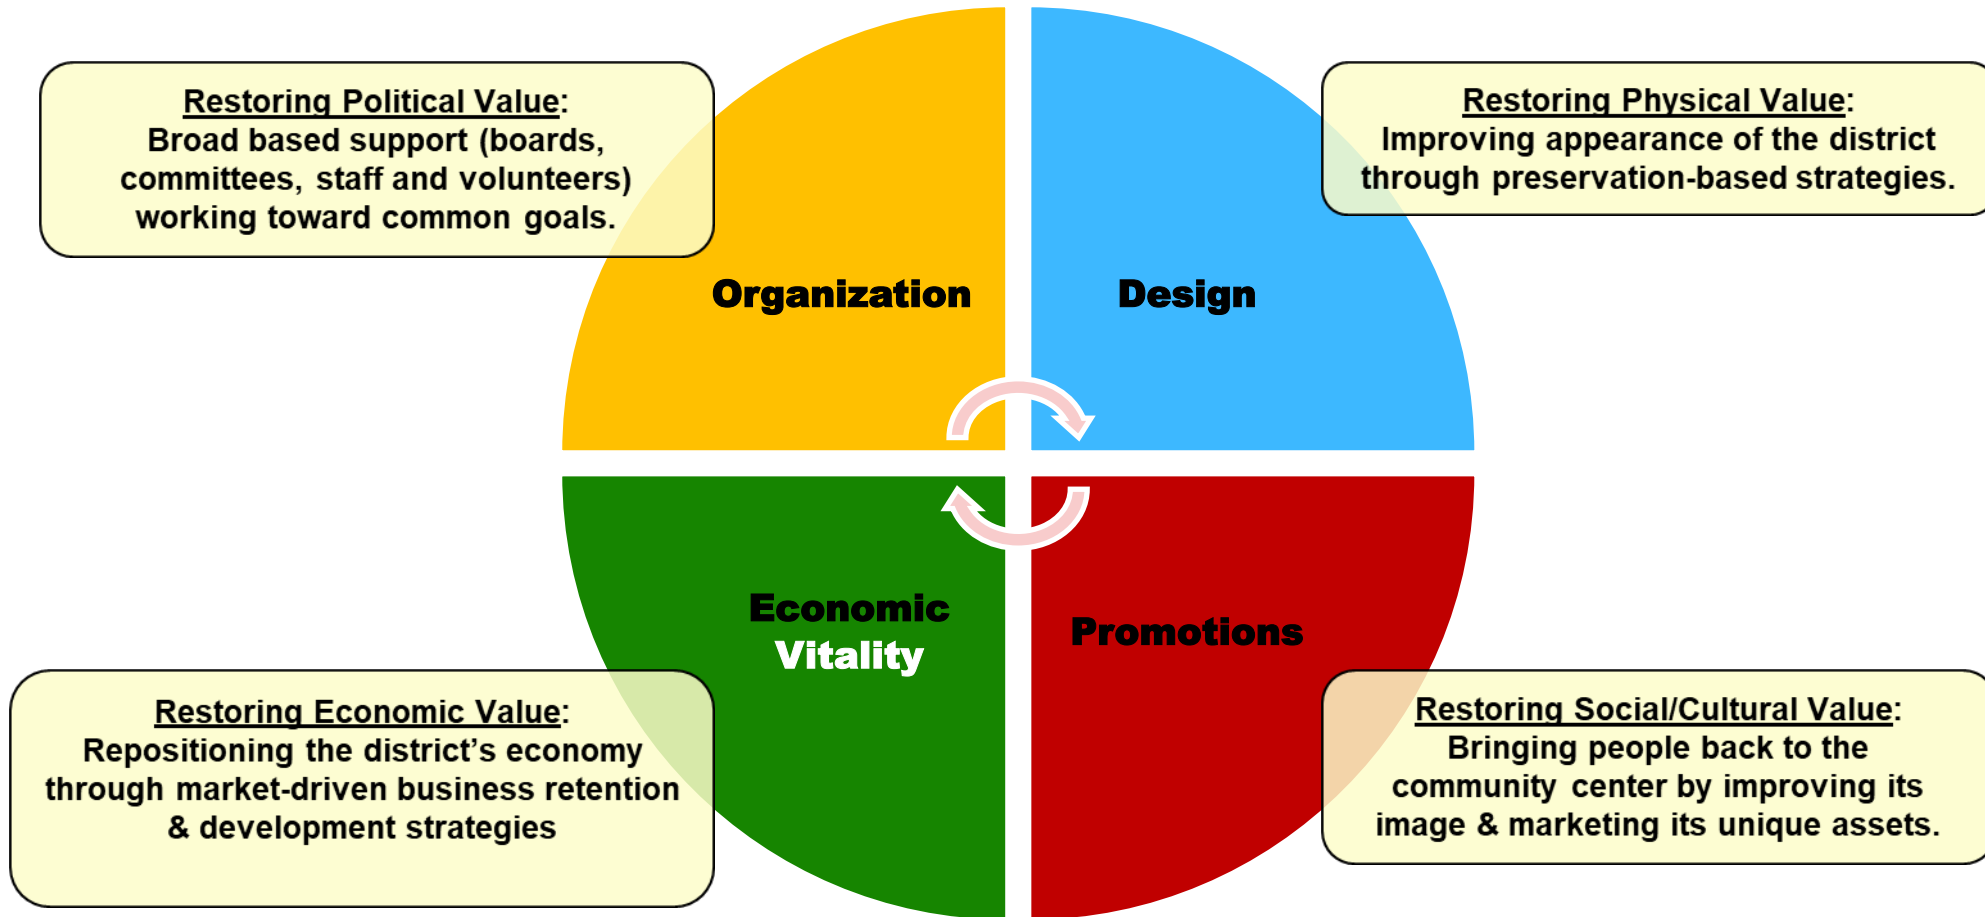 Restoring Political Value:
Broad based support (boards,
committees, staff and volunteers)
working toward common goals.
Restoring Physical Value:
Improving appearance of the district
through preservation-based strategies.
Organization
Design
Economic
Vitality
Promotions
Restoring Economic Value:
Repositioning the district’s economy
through market-driven business retention
& development strategies
Restoring Social/Cultural Value:
Bringing people back to the
community center by improving its
image & marketing its unique assets.